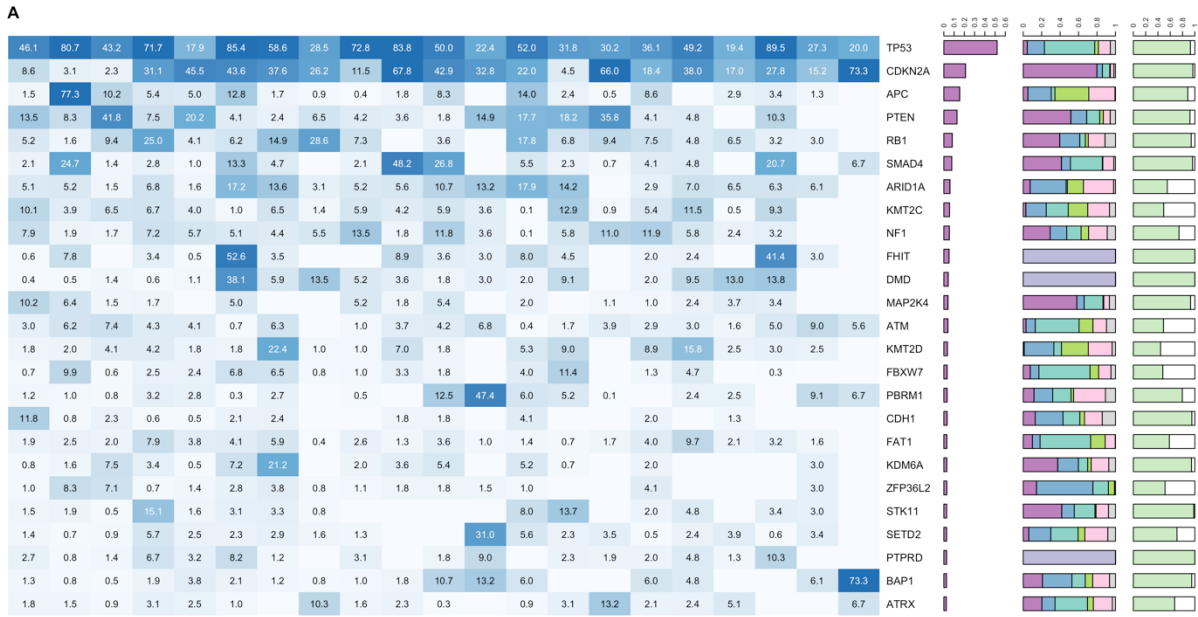 A
0 0.1 0.2 0.3 0.4 0.5 0.6 0 0.2 0.4 0.6 0.8 1 0 0.2 0.4 0.6 0.8 1
46.1 80.7 43.2 71.7 17.9 85.4 58.6 28.5 72.8 83.8 50.0 22.4 52.0 31.8 30.2 36.1 49.2 19.4 89.5 27.3 20.0 TP53
8.6 3.1 2.3 31.1 45.5 43.6 37.6 26.2 11.5 67.8 42.9 32.8 22.0 4.5 66.0 18.4 38.0 17.0 27.8 15.2 73.3 CDKN2A
1.5 77.3 10.2 5.4 5.0 12.8 1.7 0.9 0.4 1.8 8.3 14.0 2.4 0.5 8.6 2.9 3.4 1.3 APC
13.5 8.3 41.8 7.5 20.2 4.1 2.4 6.5 4.2 3.6 1.8 14.9 17.7 18.2 35.8 4.1 4.8 10.3 PTEN
5.2 1.6 9.4 25.0 4.1 6.2 14.9 28.6 7.3 3.6 17.8 6.8 9.4 7.5 4.8 6.5 3.2 3.0 RB1
2.1 24.7 1.4 2.8 1.0 13.3 4.7 2.1 48.2 26.8 5.5 2.3 0.7 4.1 4.8 20.7 6.7 SMAD4
5.1 5.2 1.5 6.8 1.6 17.2 13.6 3.1 5.2 5.6 10.7 13.2 17.9 14.2 2.9 7.0 6.5 6.3 6.1 ARID1A
10.1 3.9 6.5 6.7 4.0 1.0 6.5 1.4 5.9 4.2 5.9 3.6 0.1 12.9 0.9 5.4 11.5 0.5 9.3 KMT2C
7.9 1.9 1.7 7.2 5.7 5.1 4.4 5.5 13.5 1.8 11.8 3.6 0.1 5.8 11.0 11.9 5.8 2.4 3.2 NF1
0.6 7.8 3.4 0.5 52.6 3.5 8.9 3.6 3.0 8.0 4.5 2.0 2.4 41.4 3.0 FHIT
0.4 0.5 1.4 0.6 1.1 38.1 5.9 13.5 5.2 3.6 1.8 3.0 2.0 9.1 2.0 9.5 13.0 13.8 DMD
10.2 6.4 1.5 1.7 5.0 5.2 1.8 5.4 2.0 1.1 1.0 2.4 3.7 3.4 MAP2K4
3.0 6.2 7.4 4.3 4.1 0.7 6.3 1.0 3.7 4.2 6.8 0.4 1.7 3.9 2.9 3.0 1.6 5.0 9.0 5.6 ATM
1.8 2.0 4.1 4.2 1.8 1.8 22.4 1.0 1.0 7.0 1.8 5.3 9.0 8.9 15.8 2.5 3.0 2.5 KMT2D
0.7 9.9 0.6 2.5 2.4 6.8 6.5 0.8 1.0 3.3 1.8 4.0 11.4 1.3 4.7 0.3 FBXW7
1.2 1.0 0.8 3.2 2.8 0.3 2.7 0.5 12.5 47.4 6.0 5.2 0.1 2.4 2.5 9.1 6.7 PBRM1
11.8 0.8 2.3 0.6 0.5 2.1 2.4 1.8 1.8 4.1 2.0 1.3 CDH1
1.9 2.5 2.0 7.9 3.8 4.1 5.9 0.4 2.6 1.3 3.6 1.0 1.4 0.7 1.7 4.0 9.7 2.1 3.2 1.6 FAT1
0.8 1.6 7.5 3.4 0.5 7.2 21.2 2.0 3.6 5.4 5.2 0.7 2.0 3.0 KDM6A
1.0 8.3 7.1 0.7 1.4 2.8 3.8 0.8 1.1 1.8 1.8 1.5 1.0 4.1 3.0 ZFP36L2
1.5 1.9 0.5 15.1 1.6 3.1 3.3 0.8 8.0 13.7 2.0 4.8 3.4 3.0 STK11
1.4 0.7 0.9 5.7 2.5 2.3 2.9 1.6 1.3 31.0 5.6 2.3 3.5 0.5 2.4 3.9 0.6 3.4 SETD2
2.7 0.8 1.4 6.7 3.2 8.2 1.2 3.1 1.8 9.0 2.3 1.9 2.0 4.8 1.3 10.3 PTPRD
1.3 0.8 0.5 1.9 3.8 2.1 1.2 0.8 1.0 1.8 10.7 13.2 6.0 6.0 4.8 6.1 73.3 BAP1
1.8 1.5 0.9 3.1 2.5 1.0 10.3 1.6 2.3 0.3 0.9 3.1 13.2 2.1 2.4 5.1 6.7 ATRX